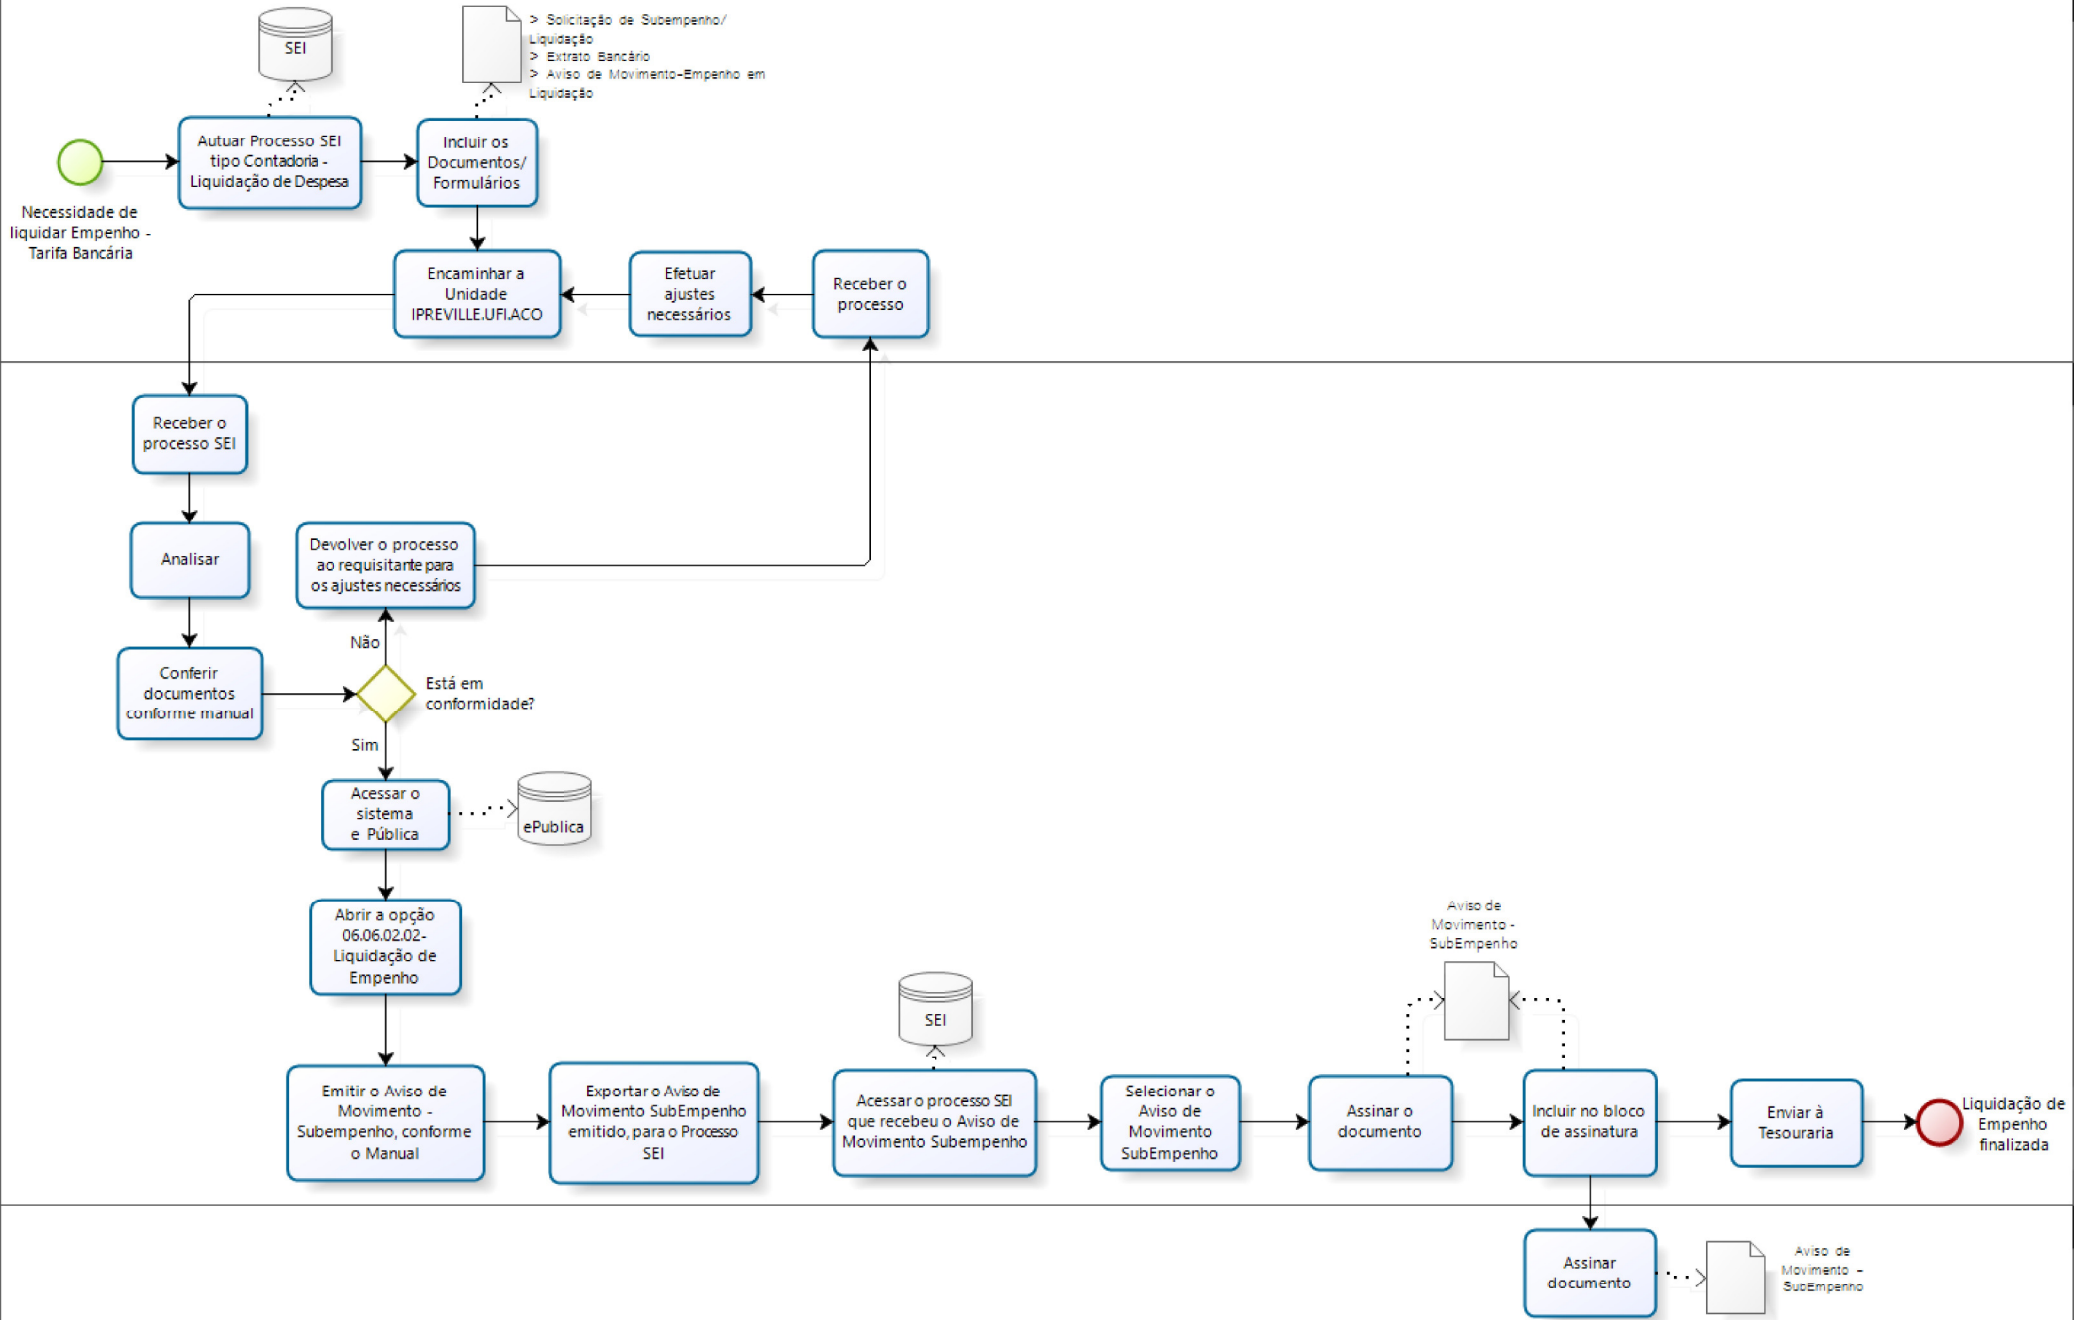 SEI
> Solicitação de Subempenho/
Liquidação
> Extrato Bancário
> Aviso de Movimento-Empenho em
Liquidação
Necessidade de
liquidar Empenho -
Tarifa Bancária
Autuar Processo SEI
tipo Contadoria -
Liquidação de Despesa
Incluir os
Documentos/
Formulários
Encaminhar a
Unidade
IPREVILLE.UFI.ACO
Efetuar
ajustes
necessários
Receber o
processo
Receber o
processo SEI
Analisar
Devolver o processo
ao requisitante para
os ajustes necessários
Não
Conferir
documentos
conforme manual
Está em
conformidade?
Sim
Acessar o
sistema
e Pública
ePublica
Abrir a opção
06.06.02.02-
Liquidação de
Empenho
Emitir o Aviso de
Movimento -
Subempenho, conforme
o Manual
Exportar o Aviso de
Movimento SubEmpenho
emitido, para o Processo
SEI
SEI
Acessar o processo SEI
que recebeu o Aviso de
Movimento Subempenho
Selecionar o
Aviso de
Movimento
SubEmpenho
Assinar o
documento
Aviso de
Movimento -
SubEmpenho
Incluir no bloco
de assinatura
Enviar à
Tesouraria
Liquidação de
Empenho
finalizada
Assinar
documento
Aviso de
Movimento -
SubEmpenho